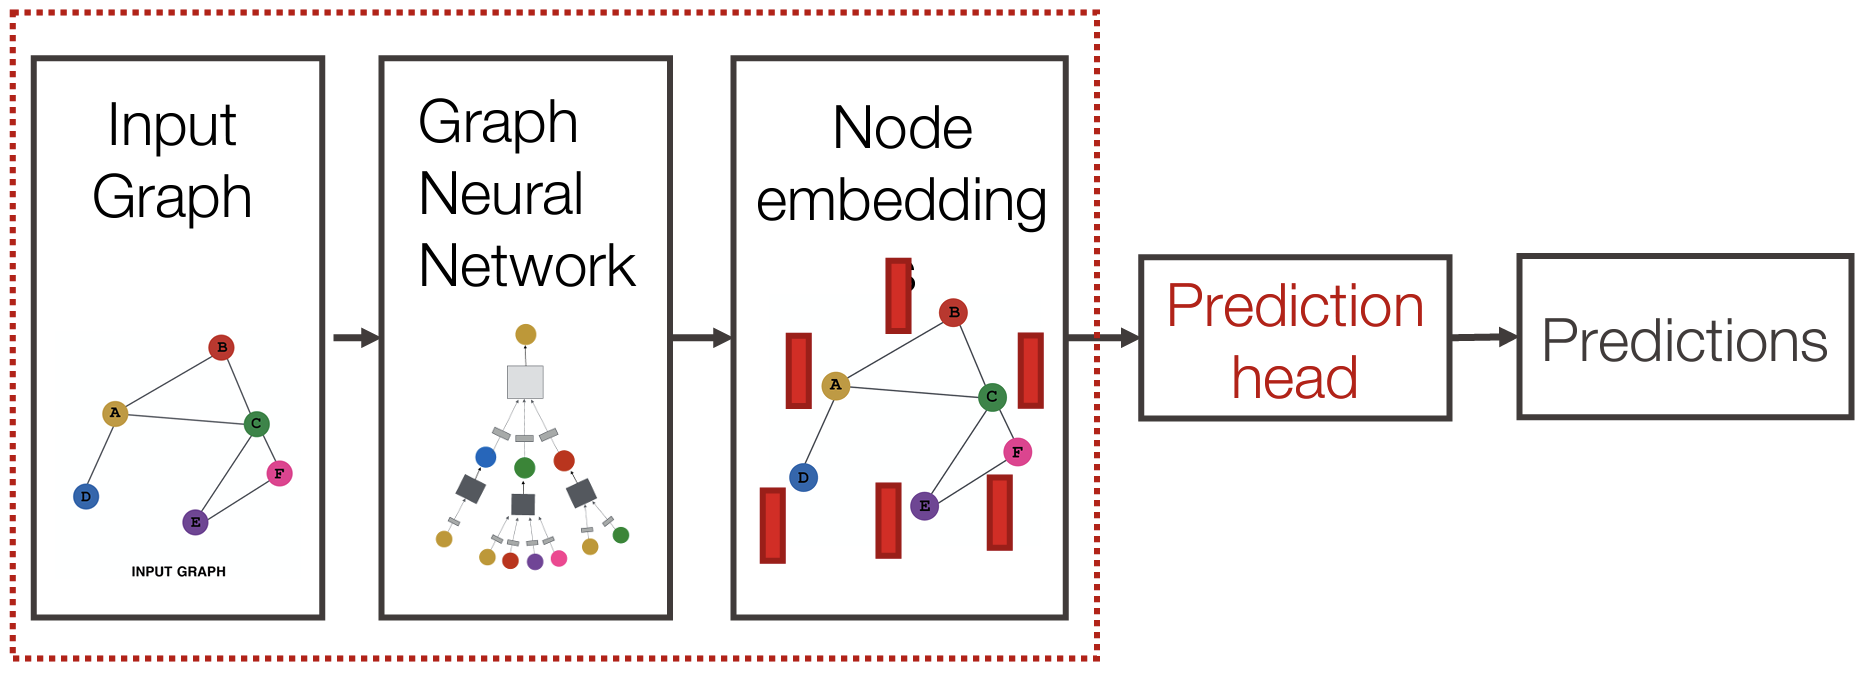 Input
Graph
B
A
C
F
D
E
INPUT GRAPH
Graph
Neural
Network
Node
embedding
s
B
A
C
F
D
E
Prediction
head
Predictions